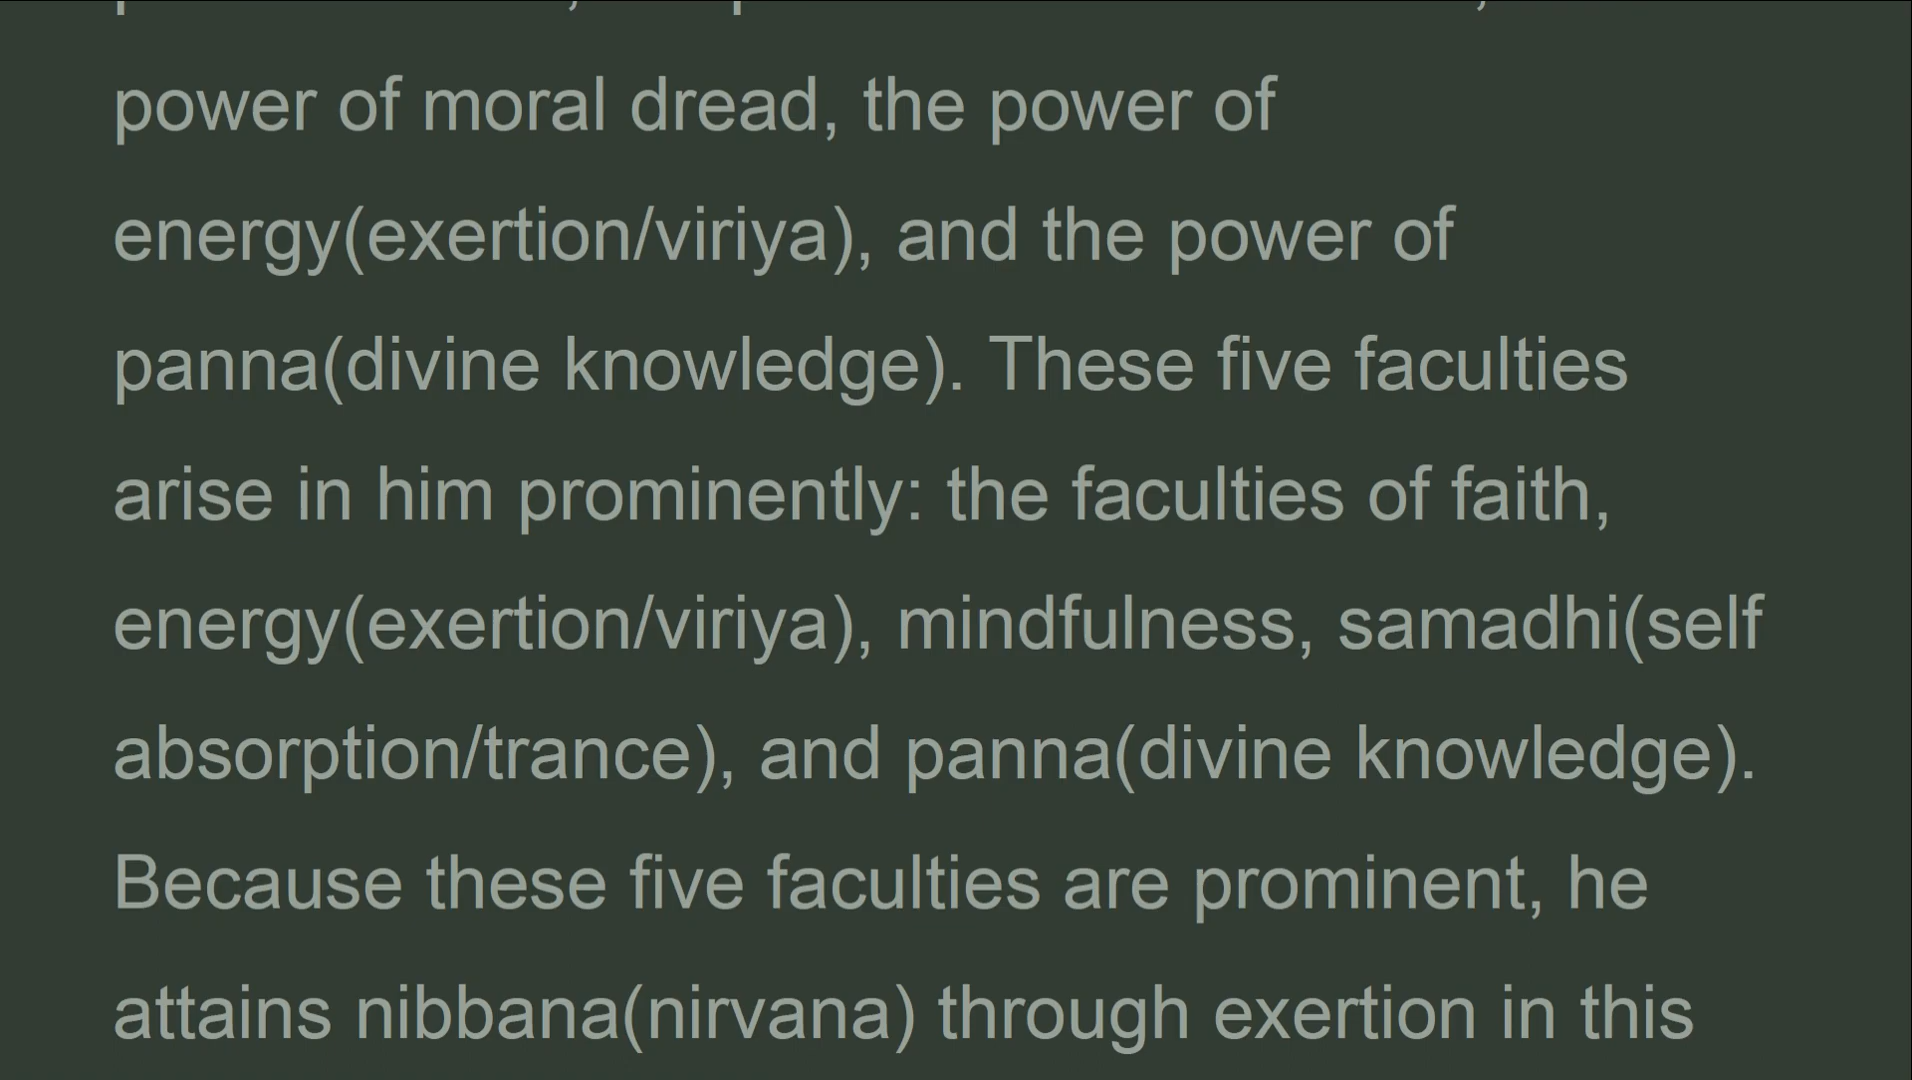 power of moral dread, the power of
energy(exertion/viriya), and the power of
panna(divine knowledge). These five faculties
arise in him prominently: the faculties of faith,
energy(exertion/viriya), mindfulness, samadhi(self
absorption/trance), and panna(divine knowledge).
Because these five faculties are prominent, he
attains nibbana(nirvana) through exertion in this